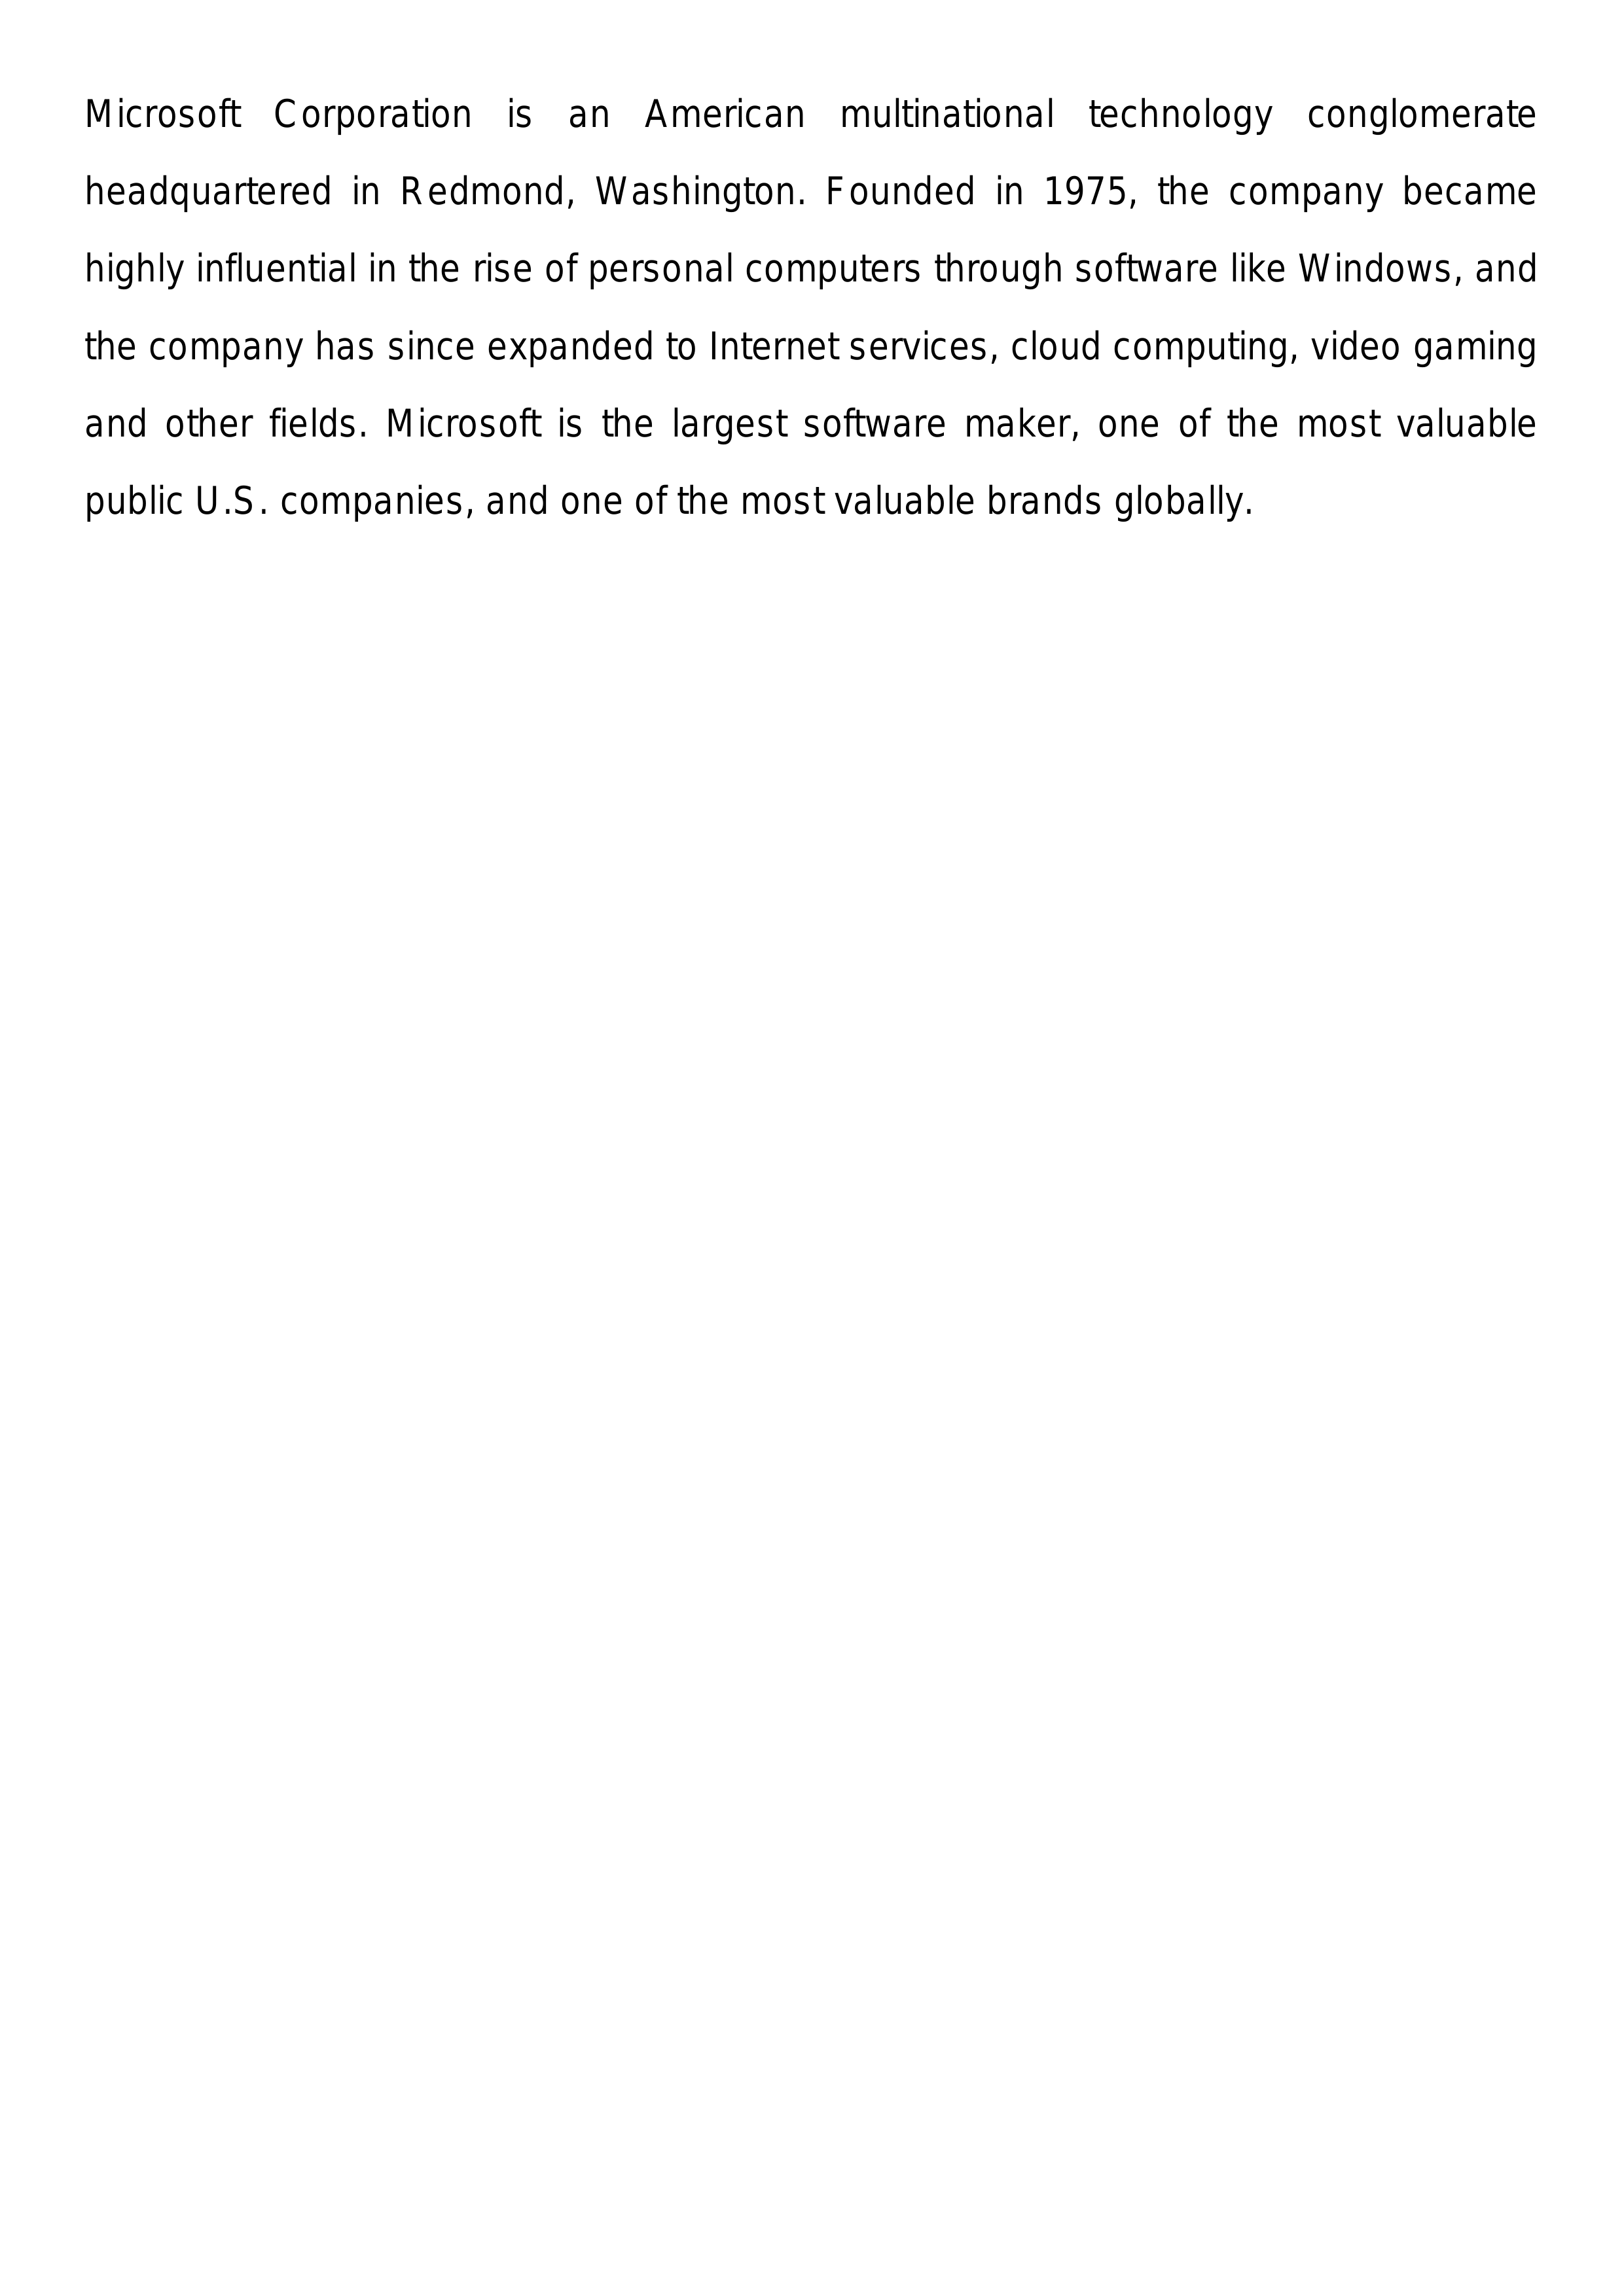 Microsoft Corporation is an American multinational technology conglomerate
headquartered in Redmond, Washington. Founded in 1975, the company became
highly influential in the rise of personal computers through software like Windows, and
the company has since expanded to Internet services, cloud computing, video gaming
and other fields. Microsoft is the largest software maker, one of the most valuable
public U.S. companies, and one of the most valuable brands globally.